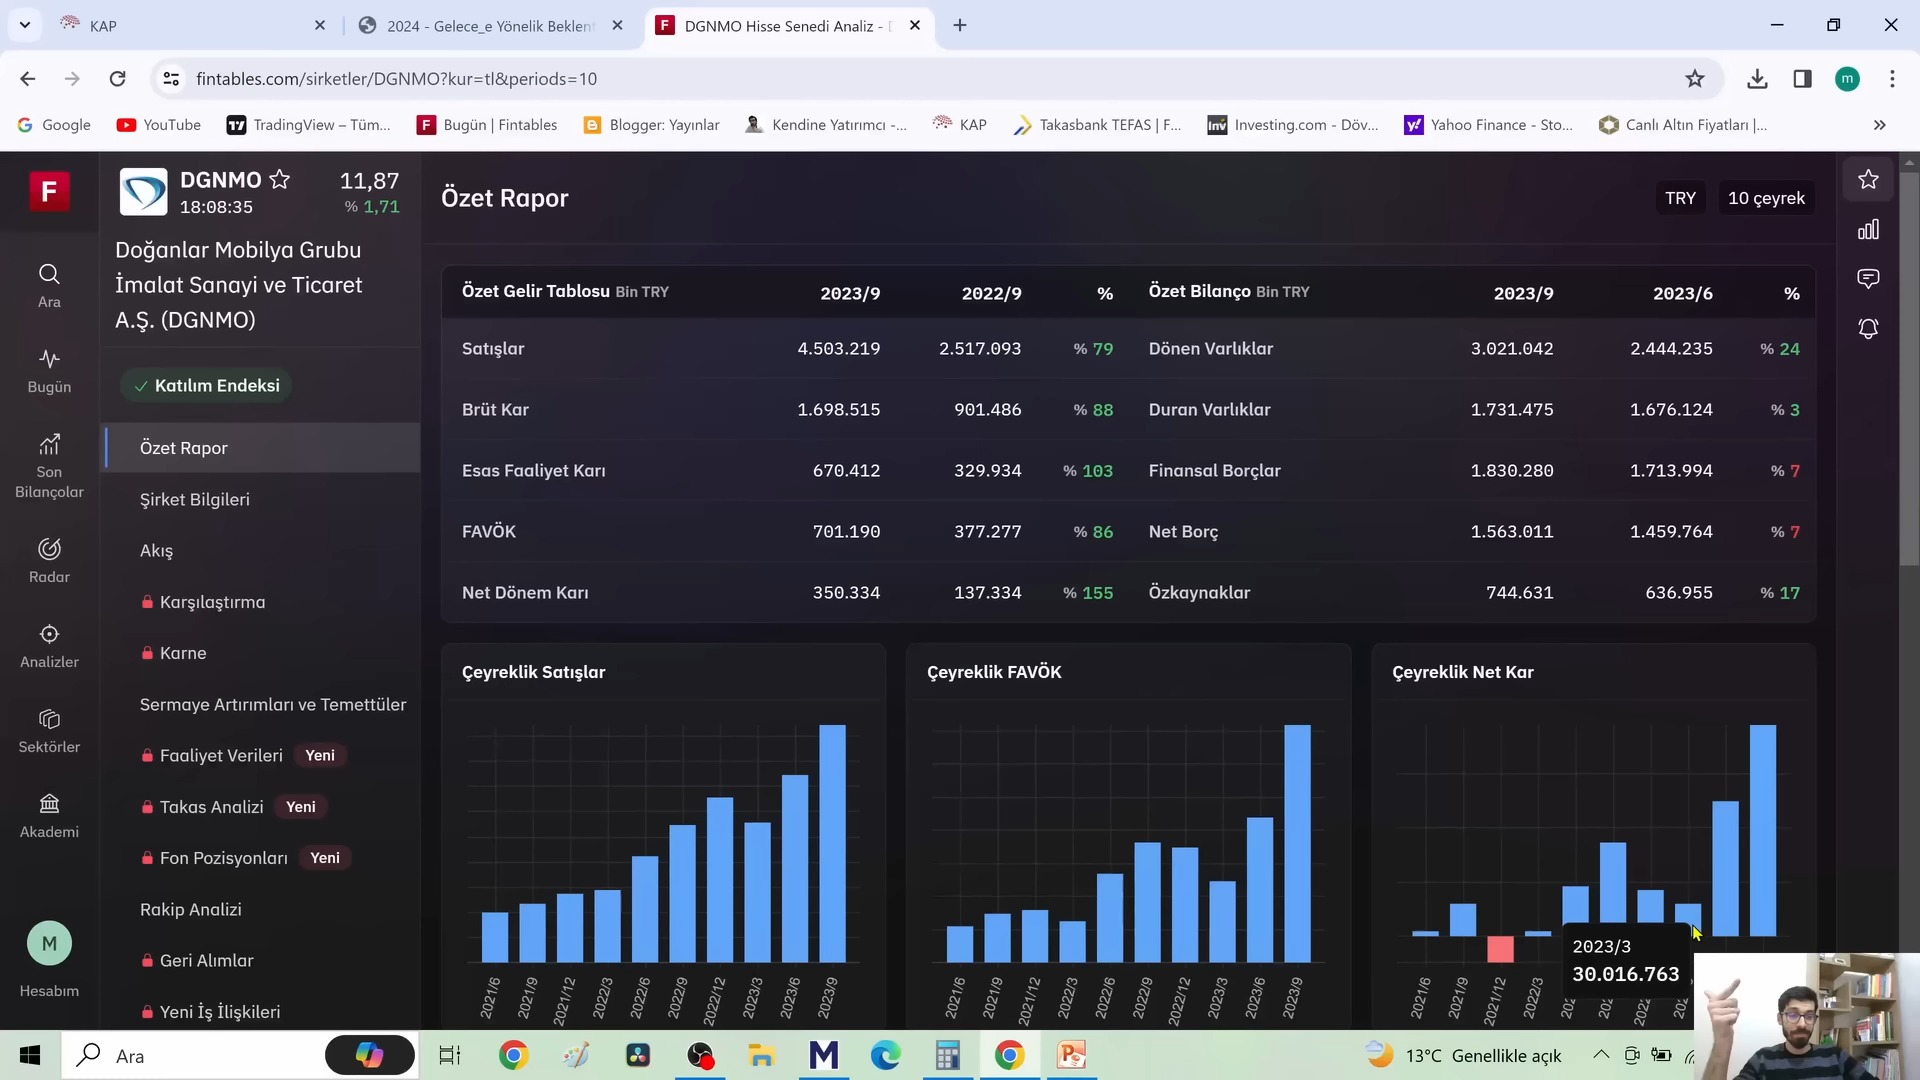 KAP
2024 - Gelece_e Yönelik Beklent
DGNMO Hisse Senedi Analiz - D
fintables.com/sirketler/DGNMO?kur=tl&periods=10
m
Google
YouTube
TradingView – Tüm...
Bugün | Fintables
Blogger: Yayınlar
Kendine Yatırımcı -...
KAP
Takasbank TEFAS | F...
Investing.com - Döv...
Yahoo Finance - Sto...
Canlı Altın Fiyatları |...
F
Ara
Bugün
Son
Bilançolar
Radar
Analizler
Sektörler
Akademi
M
Hesabım
DGNMO
11,87
18:08:35
% 1,71
Doğanlar Mobilya Grubu
İmalat Sanayi ve Ticaret
A.Ş. (DGNMO)
Katılım Endeksi
Özet Rapor
Şirket Bilgileri
Akış
Karşılaştırma
Karne
Sermaye Artırımları ve Temettüler
Faaliyet Verileri Yeni
Takas Analizi Yeni
Fon Pozisyonları Yeni
Rakip Analizi
Geri Alımlar
Yeni İş İlişkileri
Özet Rapor
TRY
10 çeyrek
Özet Gelir Tablosu Bin TRY 2023/9 2022/9 %
Satışlar 4.503.219 2.517.093 % 79
Brüt Kar 1.698.515 901.486 % 88
Esas Faaliyet Karı 670.412 329.934 % 103
FAVÖK 701.190 377.277 % 86
Net Dönem Karı 350.334 137.334 % 155
Özet Bilanço Bin TRY 2023/9 2023/6 %
Dönen Varlıklar 3.021.042 2.444.235 % 24
Duran Varlıklar 1.731.475 1.676.124 % 3
Finansal Borçlar 1.830.280 1.713.994 % 7
Net Borç 1.563.011 1.459.764 % 7
Özkaynaklar 744.631 636.955 % 17
Çeyreklik Satışlar
2021/6 2021/9 2021/12 2022/3 2022/6 2022/9 2022/12 2023/3 2023/6 2023/9
Çeyreklik FAVÖK
2021/6 2021/9 2021/12 2022/3 2022/6 2022/9 2022/12 2023/3 2023/6 2023/9
Çeyreklik Net Kar
2023/3
30.016.763
2021/6 2021/9 2021/12 2022/3
Ara
13°C Genellikle açık